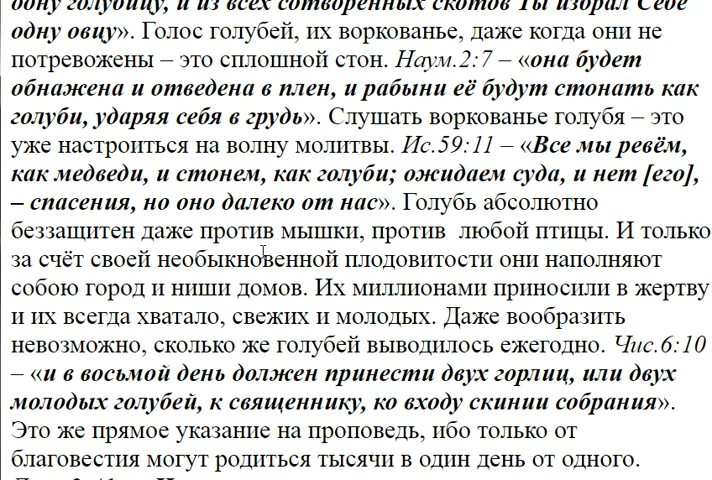 одну голубицу, и из всех сотворенных скотов Ты избрал Себе
одну овцу». Голос голубей, их воркованье, даже когда они не
потревожены – это сплошной стон. Наум.2:7 – «она будет
обнажена и отведена в плен, и рабыни её будут стонать как
голуби, ударяя себя в грудь». Слушать воркованье голубя – это
уже настроиться на волну молитвы. Ис.59:11 – «Все мы ревём,
как медведи, и стонем, как голуби; ожидаем суда, и нет [его],
– спасения, но оно далеко от нас». Голубь абсолютно
беззащитен даже против мышки, против  любой птицы. И только
за счёт своей необыкновенной плодовитости они наполняют
собою город и ниши домов. Их миллионами приносили в жертву
и их всегда хватало, свежих и молодых. Даже вообразить
невозможно, сколько же голубей выводилось ежегодно. Чис.6:10
– «и в восьмой день должен принести двух горлиц, или двух
молодых голубей, к священнику, ко входу скинии собрания».
Это же прямое указание на проповедь, ибо только от
благовестия могут родиться тысячи в один день от одного.